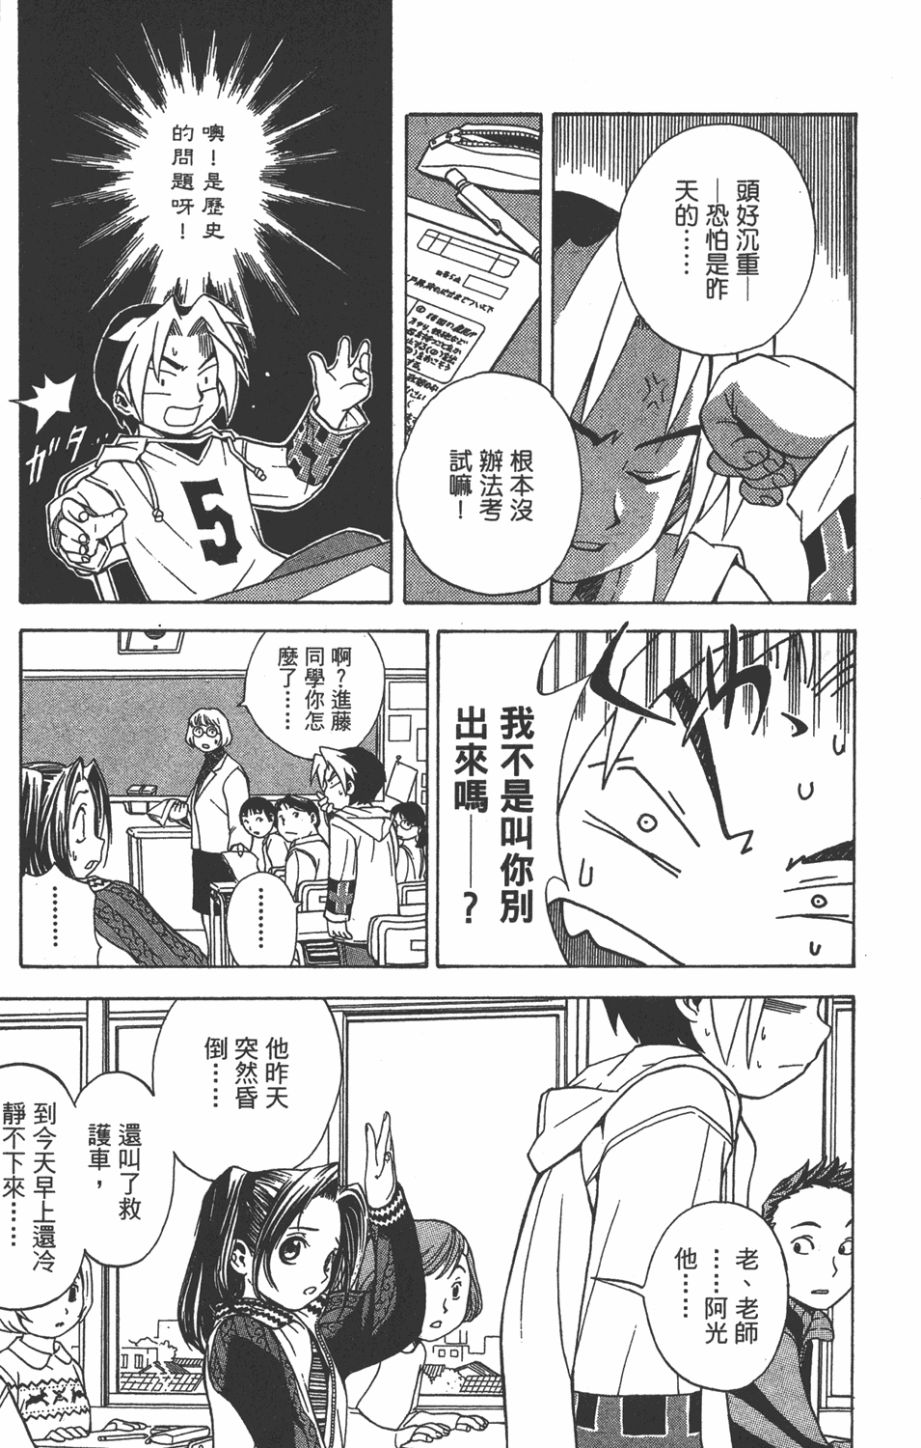 頭好沉重—
—恐怕是昨
天的……
根本沒
辦法考
試嘛！
噢！是歷史
的問題呀！
ガタ…
5
我不是叫你別
出來嗎——？
啊？進藤
同學你怎
麼了……
………
………
老、老師
……阿光
他……
他昨天
突然昏
倒……
還叫了救
護車，
到今天早上還冷
靜不下來……